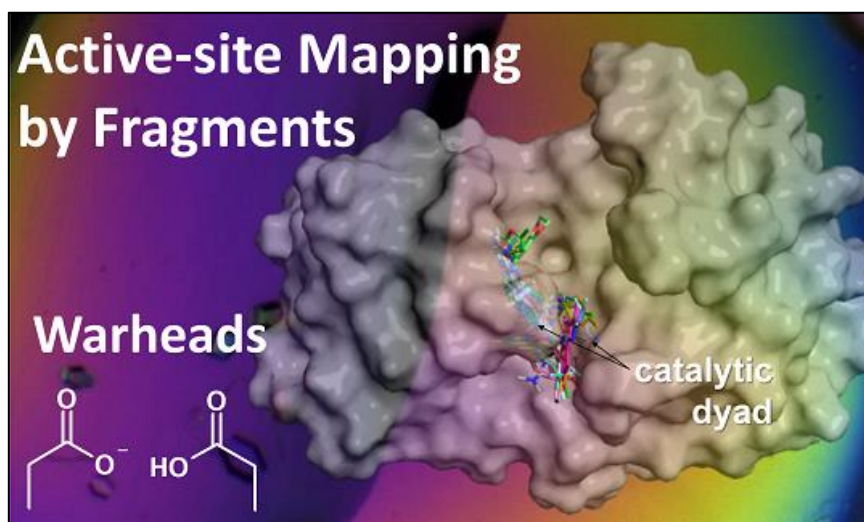 Active-site Mapping
by Fragments
Warheads
catalytic
dyad
O
O⁻
O
HO